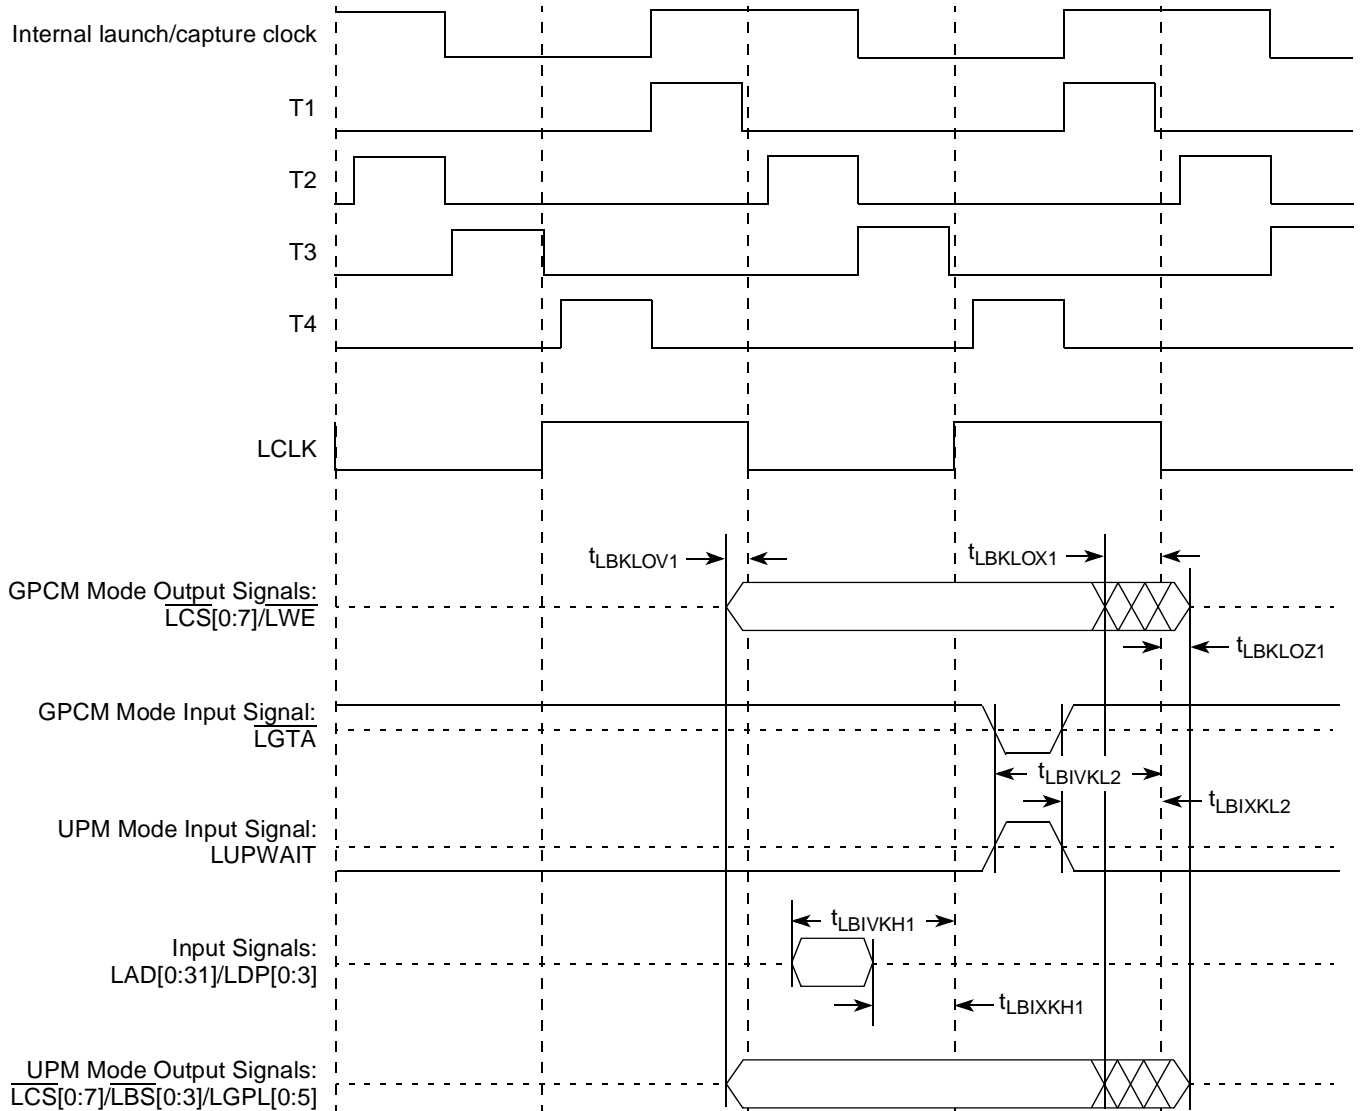 Internal launch/capture clock
T1
T2
T3
T4
LCLK
tLBKLOV1
tLBKLOX1
GPCM Mode Output Signals:
LCS[0:7]/LWE
tLBKLOZ1
GPCM Mode Input Signal:
LGTA
tLBIVKL2
tLBIXKL2
UPM Mode Input Signal:
LUPWAIT
tLBIVKH1
Input Signals:
LAD[0:31]/LDP[0:3]
tLBIXKH1
UPM Mode Output Signals:
LCS[0:7]/LBS[0:3]/LGPL[0:5]